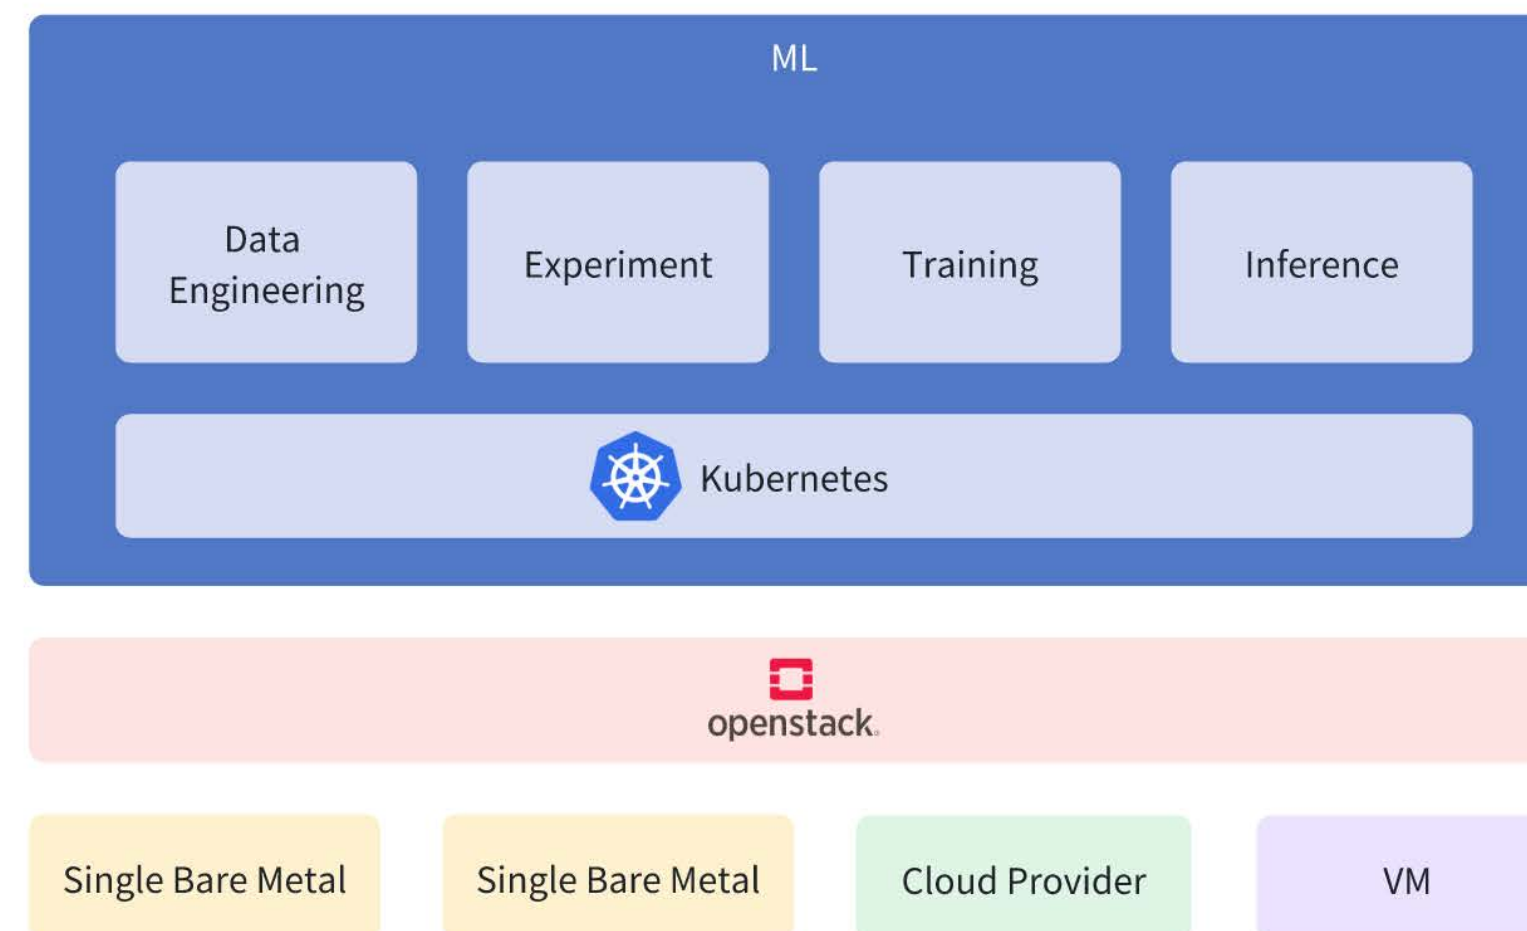 ML
Data
Engineering
Experiment
Training
Inference
Kubernetes
openstack.
Single Bare Metal
Single Bare Metal
Cloud Provider
VM